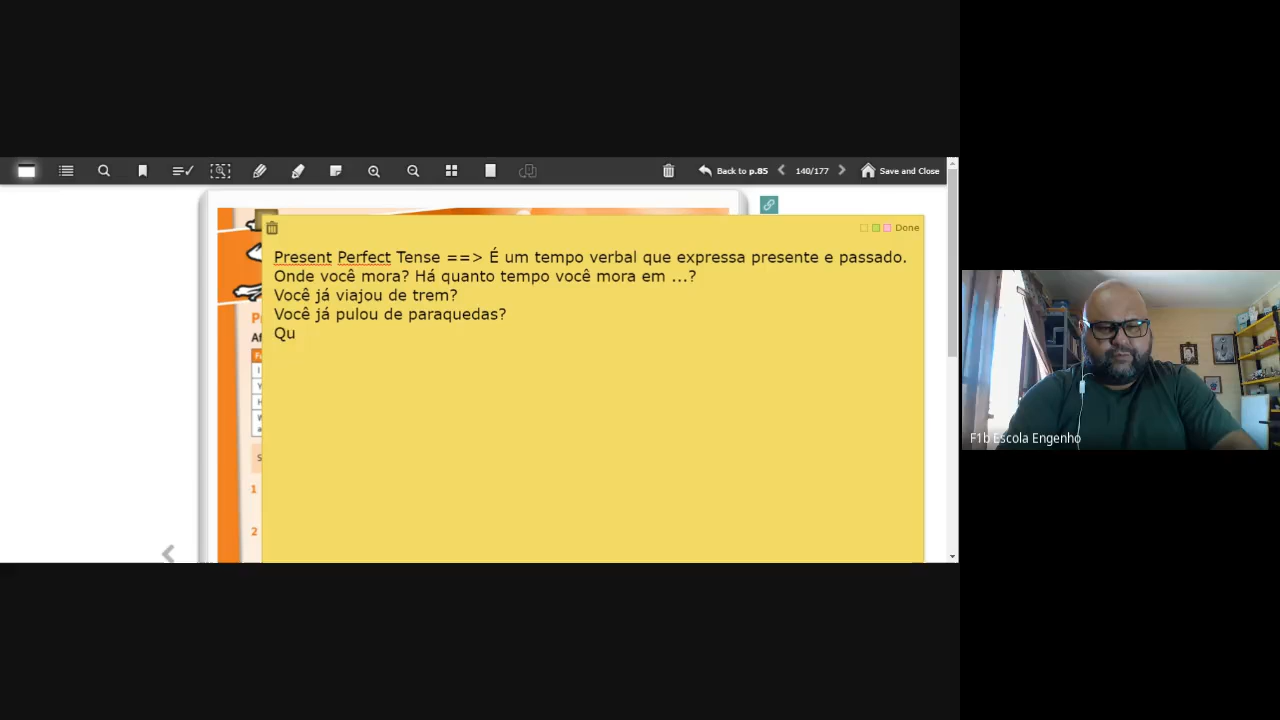 Back to p.85
140/177
Save and Close
Done
Present Perfect Tense ==> É um tempo verbal que expressa presente e passado.
Onde você mora? Há quanto tempo você mora em ...?
Você já viajou de trem?
Você já pulou de paraquedas?
Qu
1
2
F1b Escola Engenho